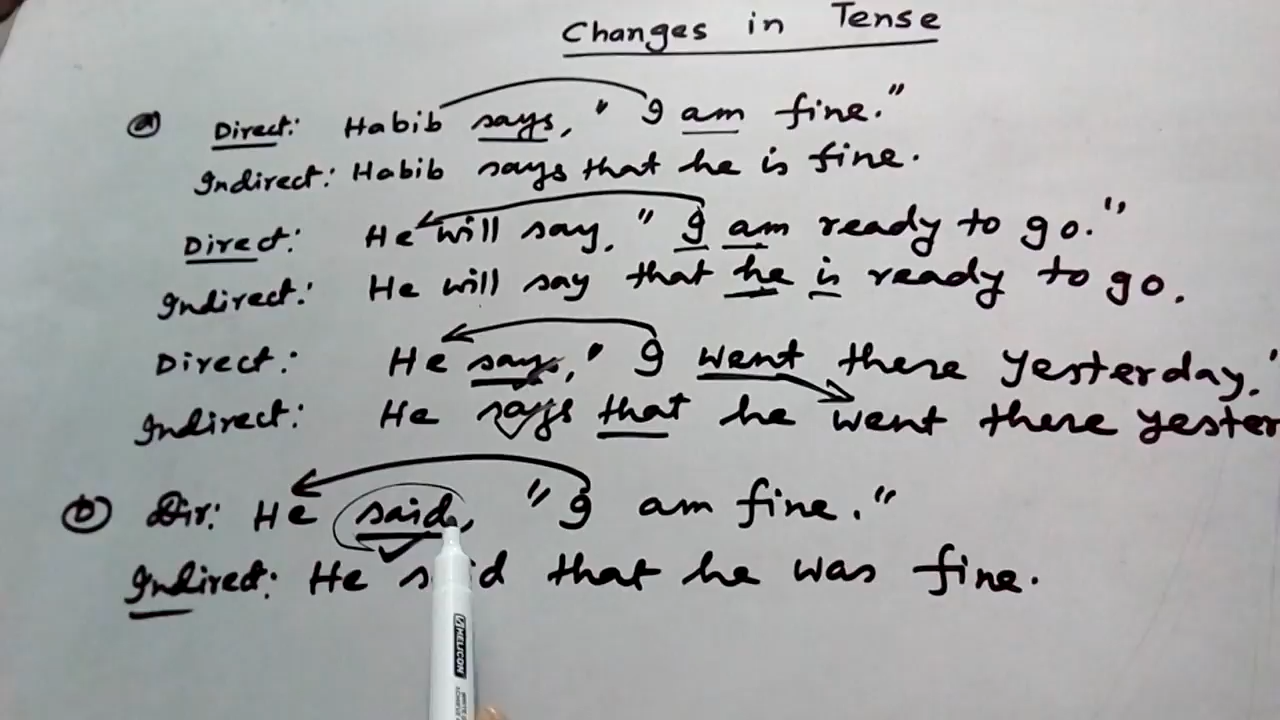 Changes in Tense
(a) Direct: Habib says, "I am fine."
Indirect: Habib says that he is fine.
Direct: He will say, "I am ready to go."
Indirect: He will say that he is ready to go.
Direct: He says, "I went there yesterday."
Indirect: He says that he went there yester
(b) Dir: He said, "I am fine."
Indirect: He said that he was fine.
MELICON